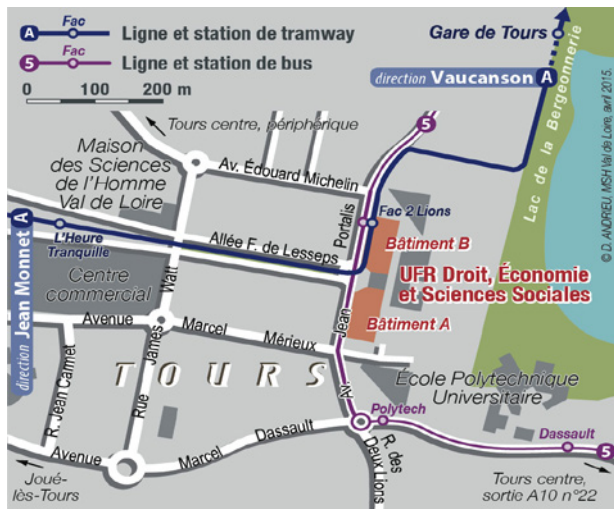 A Fac Ligne et station de tramway
5 Fac Ligne et station de bus
0 100 200 m
Gare de Tours
direction Vaucanson A
Tours centre, périphérique
5
Maison
des Sciences
de l'Homme
Val de Loire
Av. Édouard Michelin
Lac de la Bergeonnerie
© D. ANDRIEU, MSH Val de Loire, avril 2015.
direction Jean Monnet A
L'Heure
Tranquille
Allée F. de Lesseps
Fac 2 Lions
Bâtiment B
UFR Droit, Économie
et Sciences Sociales
Bâtiment A
Centre
commercial
Avenue Marcel Mérieux
Rue James Watt
Av. Jean Portalis
R. Jean Carmet
TOURS
École Polytechnique
Universitaire
Polytech
Dassault
5
Avenue Marcel Dassault
R. des
Deux Lions
Joué-
lès-Tours
Tours centre,
sortie A10 n°22